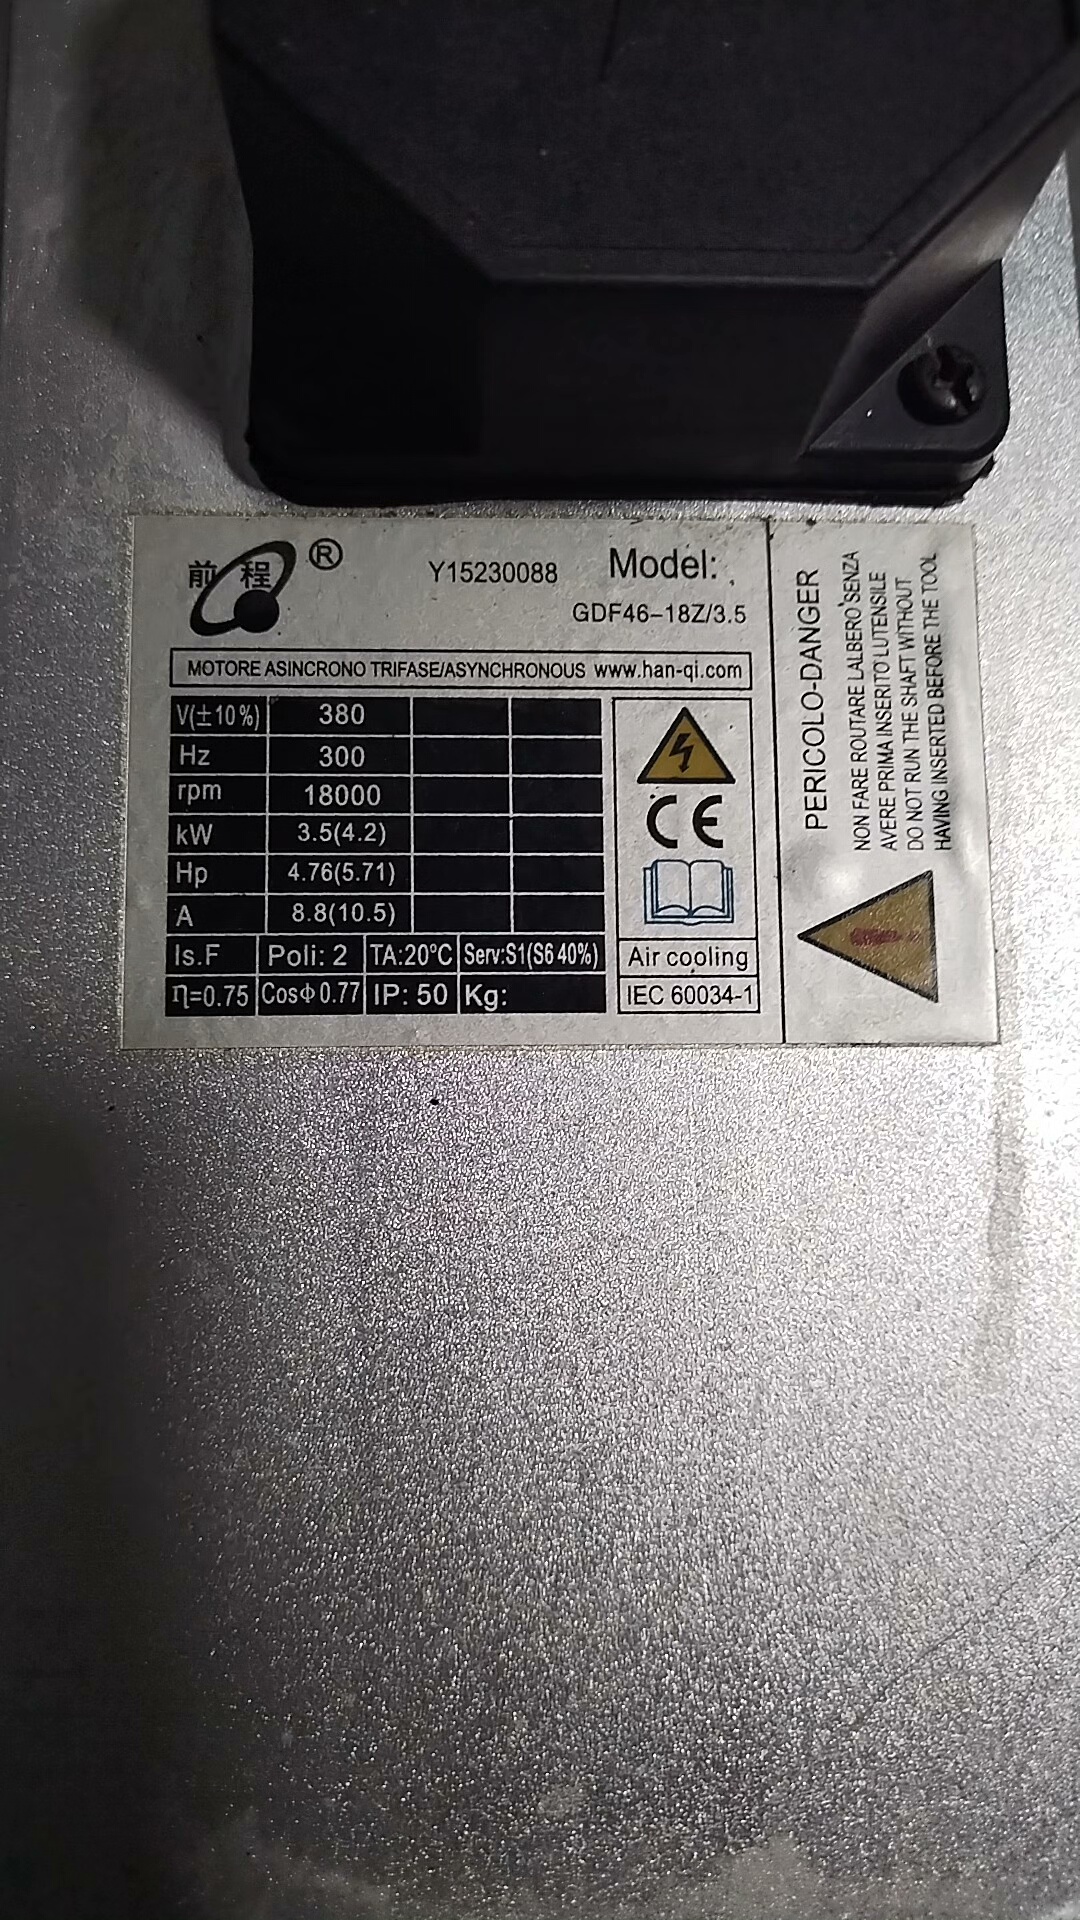 前程 ®
Y15230088
Model:
GDF46-18Z/3.5
MOTORE ASINCRONO TRIFASE/ASYNCHRONOUS www.han-qi.com
V(±10%) 380
Hz 300
rpm 18000
kW 3.5(4.2)
Hp 4.76(5.71)
A 8.8(10.5)
Is.F Poli: 2 TA:20°C Serv:S1(S6 40%)
η=0.75 CosΦ0.77 IP: 50 Kg:
CE
Air cooling
IEC 60034-1
PERICOLO-DANGER
NON FARE ROUTARE L'ALBERO'SENZA
AVERE PRIMA INSERITO'LUTENSILE
DO NOT RUN THE SHAFT WITHOUT
HAVING INSERTED BEFORE THE TOOL